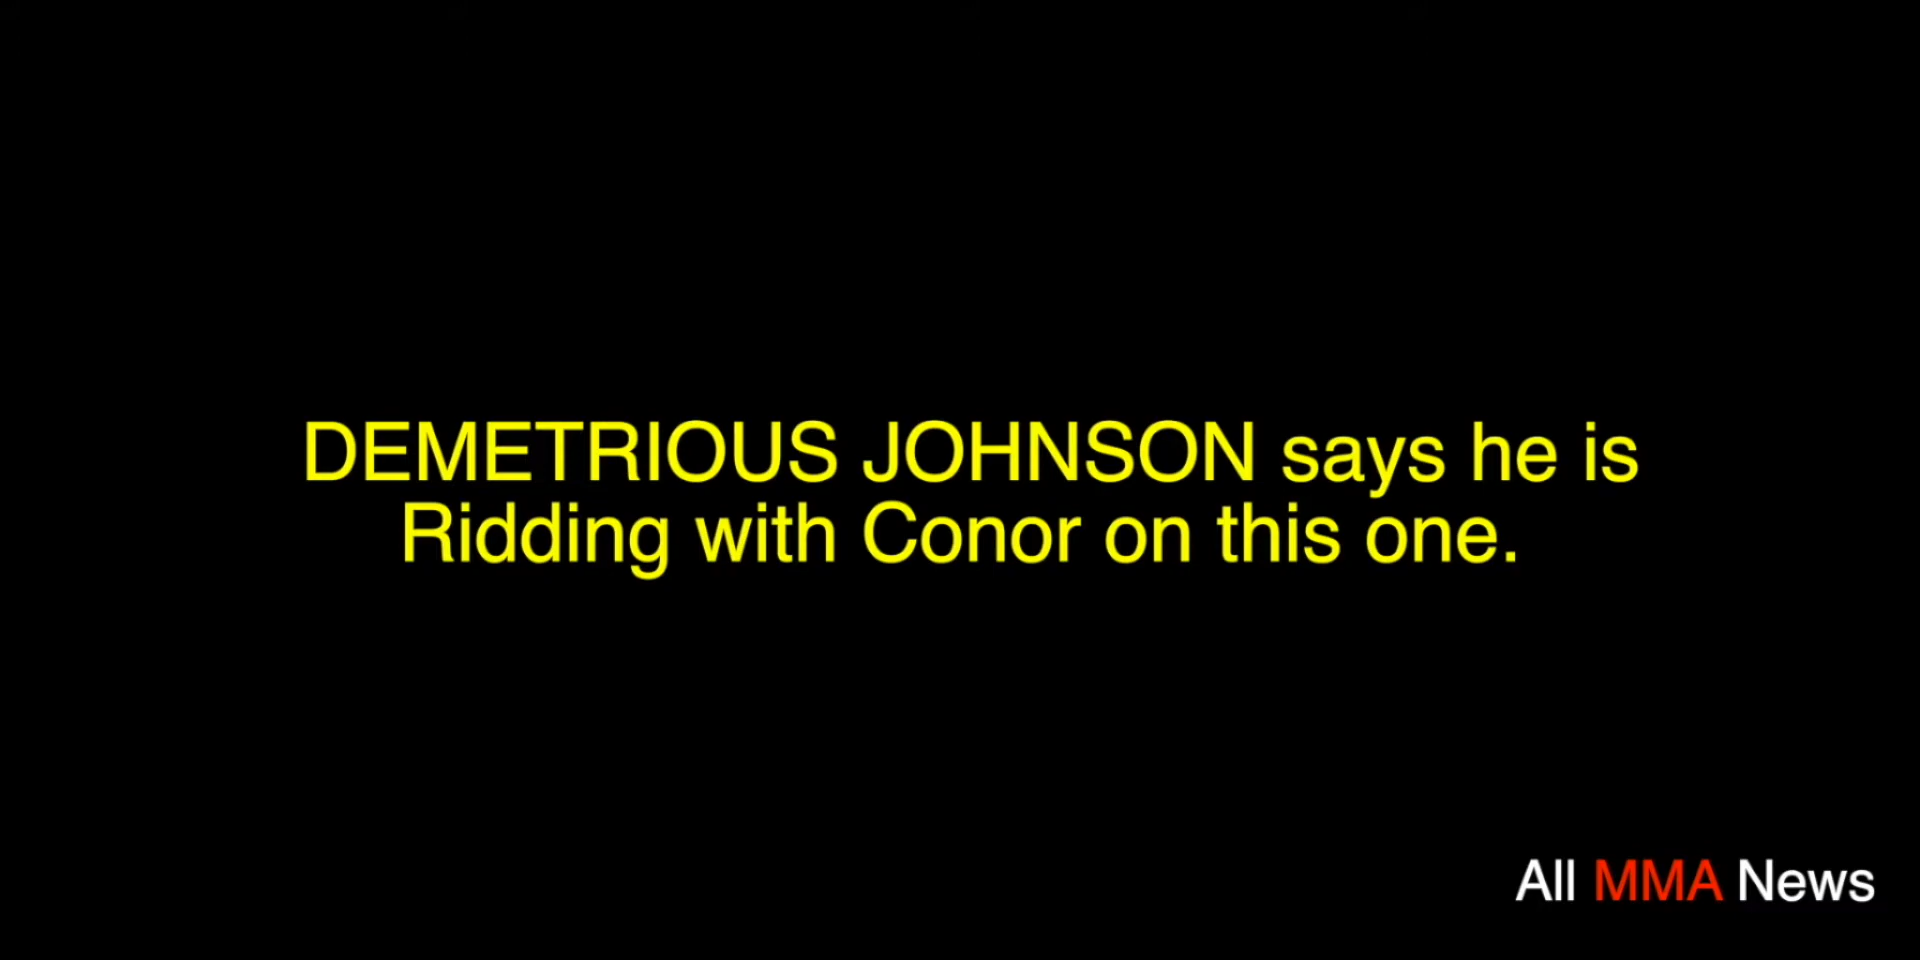 DEMETRIOUS JOHNSON says he is
Ridding with Conor on this one.
All MMA News